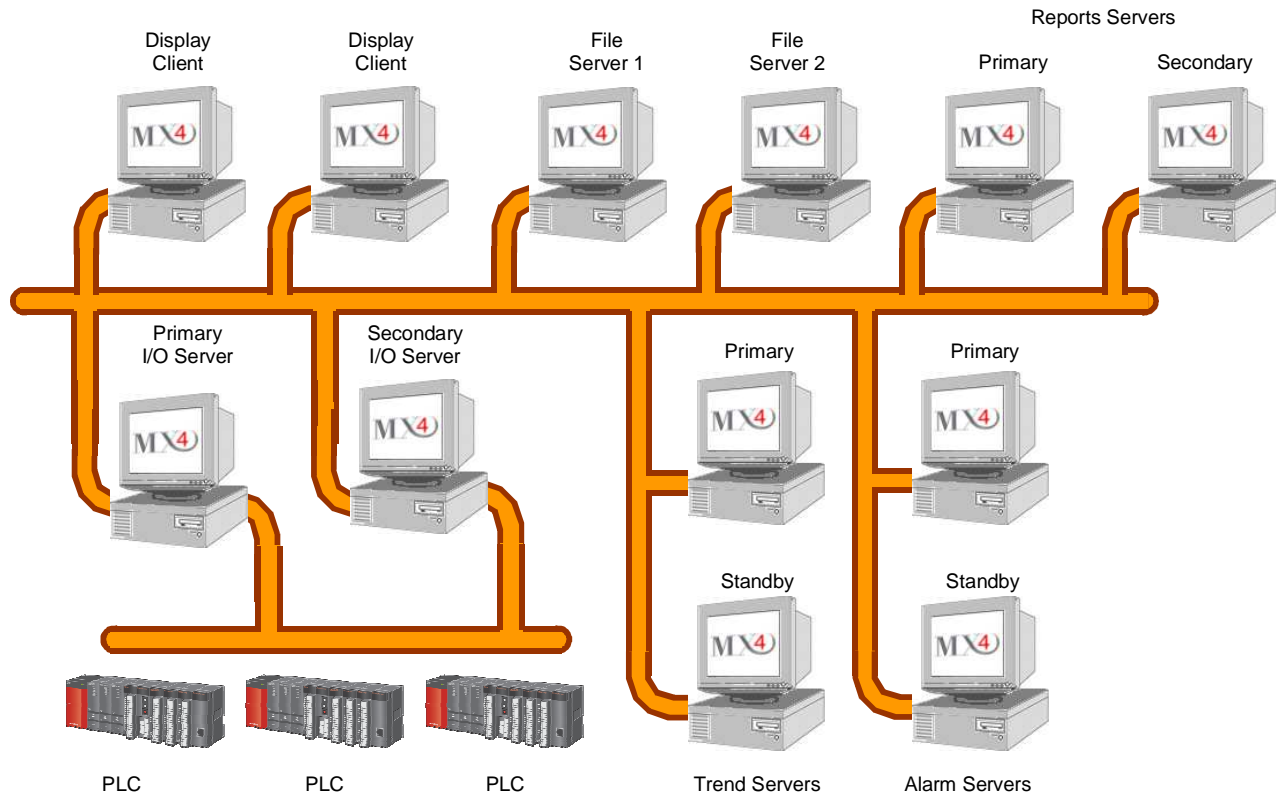 Reports Servers
Display
Client
Display
Client
File
Server 1
File
Server 2
Primary
Secondary
MX4
MX4
MX4
MX4
MX4
MX4
Primary
I/O Server
Secondary
I/O Server
Primary
Primary
MX4
MX4
MX4
MX4
Standby
Standby
MX4
MX4
PLC
PLC
PLC
Trend Servers
Alarm Servers